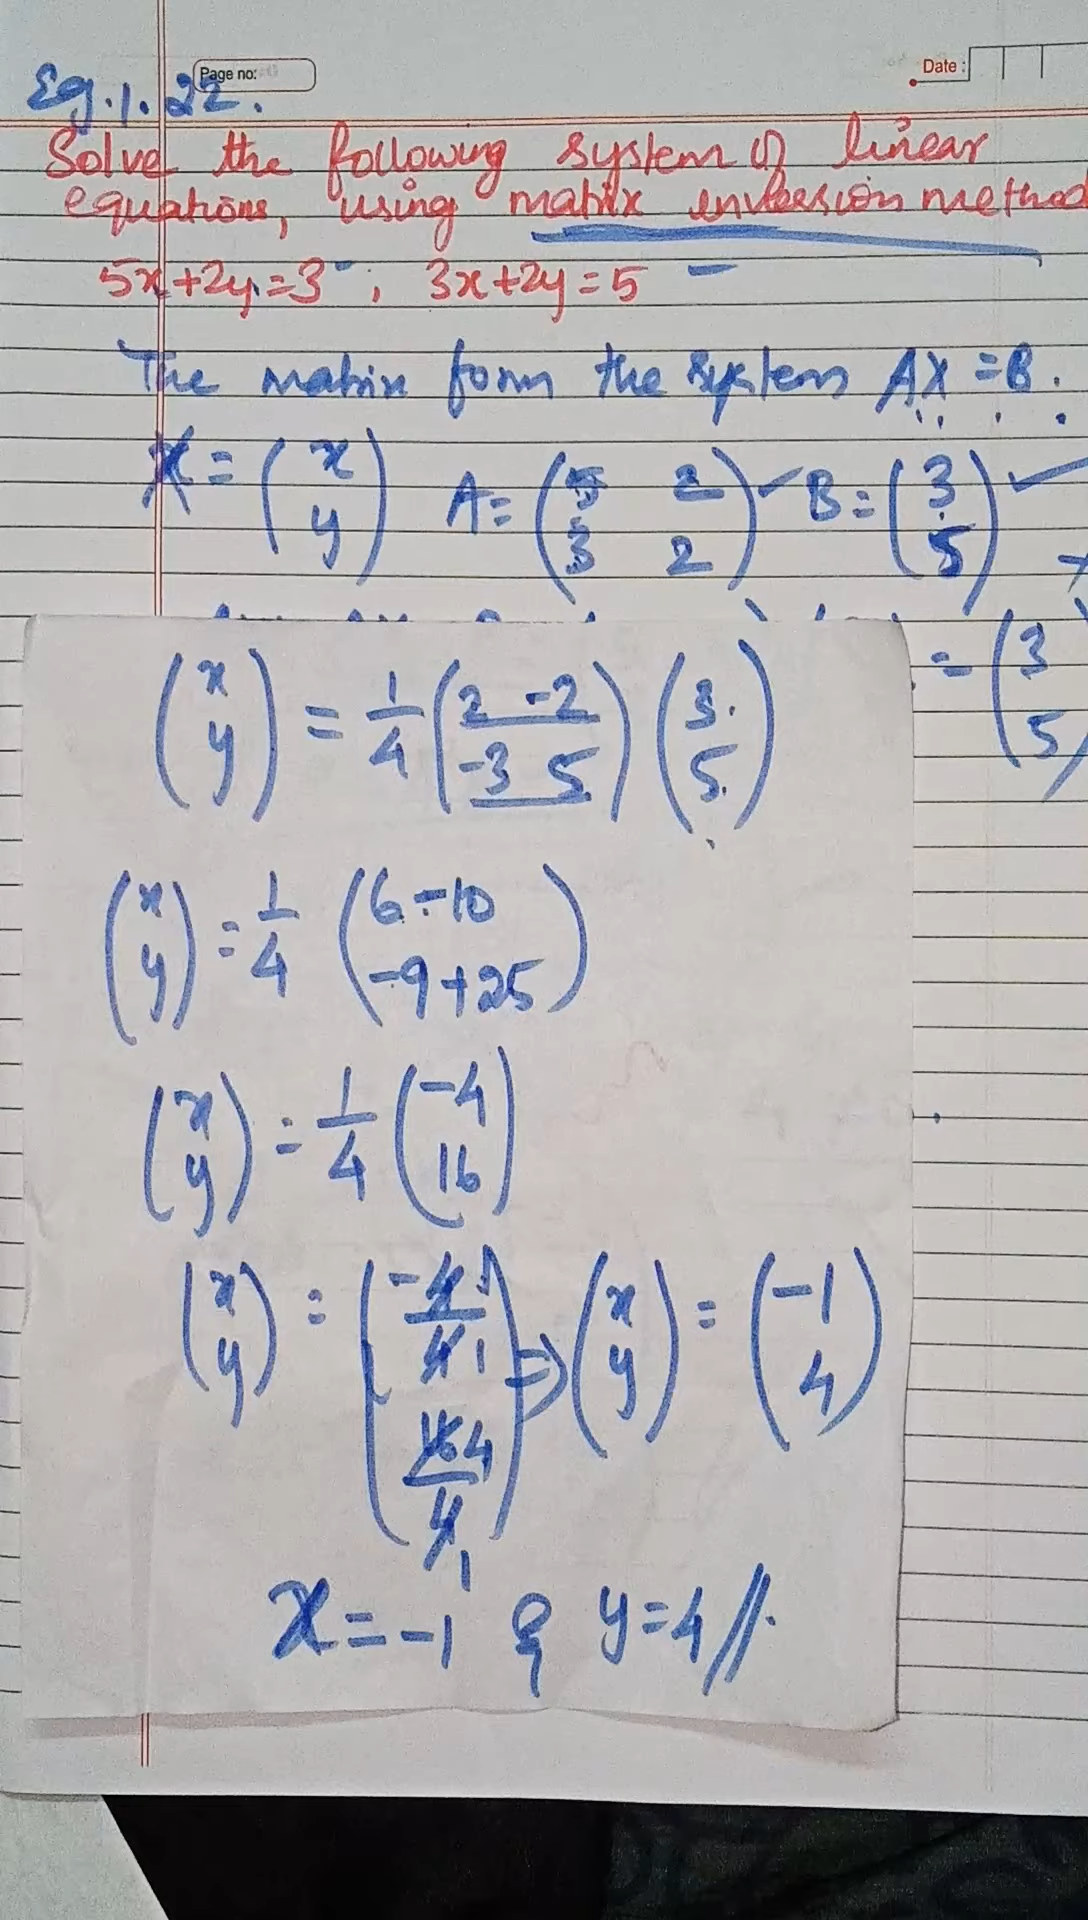 Page no:
Date :
Eg.1.22.
Solve the following system of linear
equations, using matrix inversion method
5x+2y=3 ; 3x+2y=5
The matrix form the system AX=B.
X = (x y) A = (5 2 3 2) ✓ B = (3 5) ✓
= (3 5)
(x y) = 1/4 (2 -2 -3 5) (3 5)
(x y) = 1/4 (6-10 -9+25)
(x y) = 1/4 (-4 16)
(x y) = (-4/4 16/4) ⇒ (x y) = (-1 4)
x=-1 & y=4//.